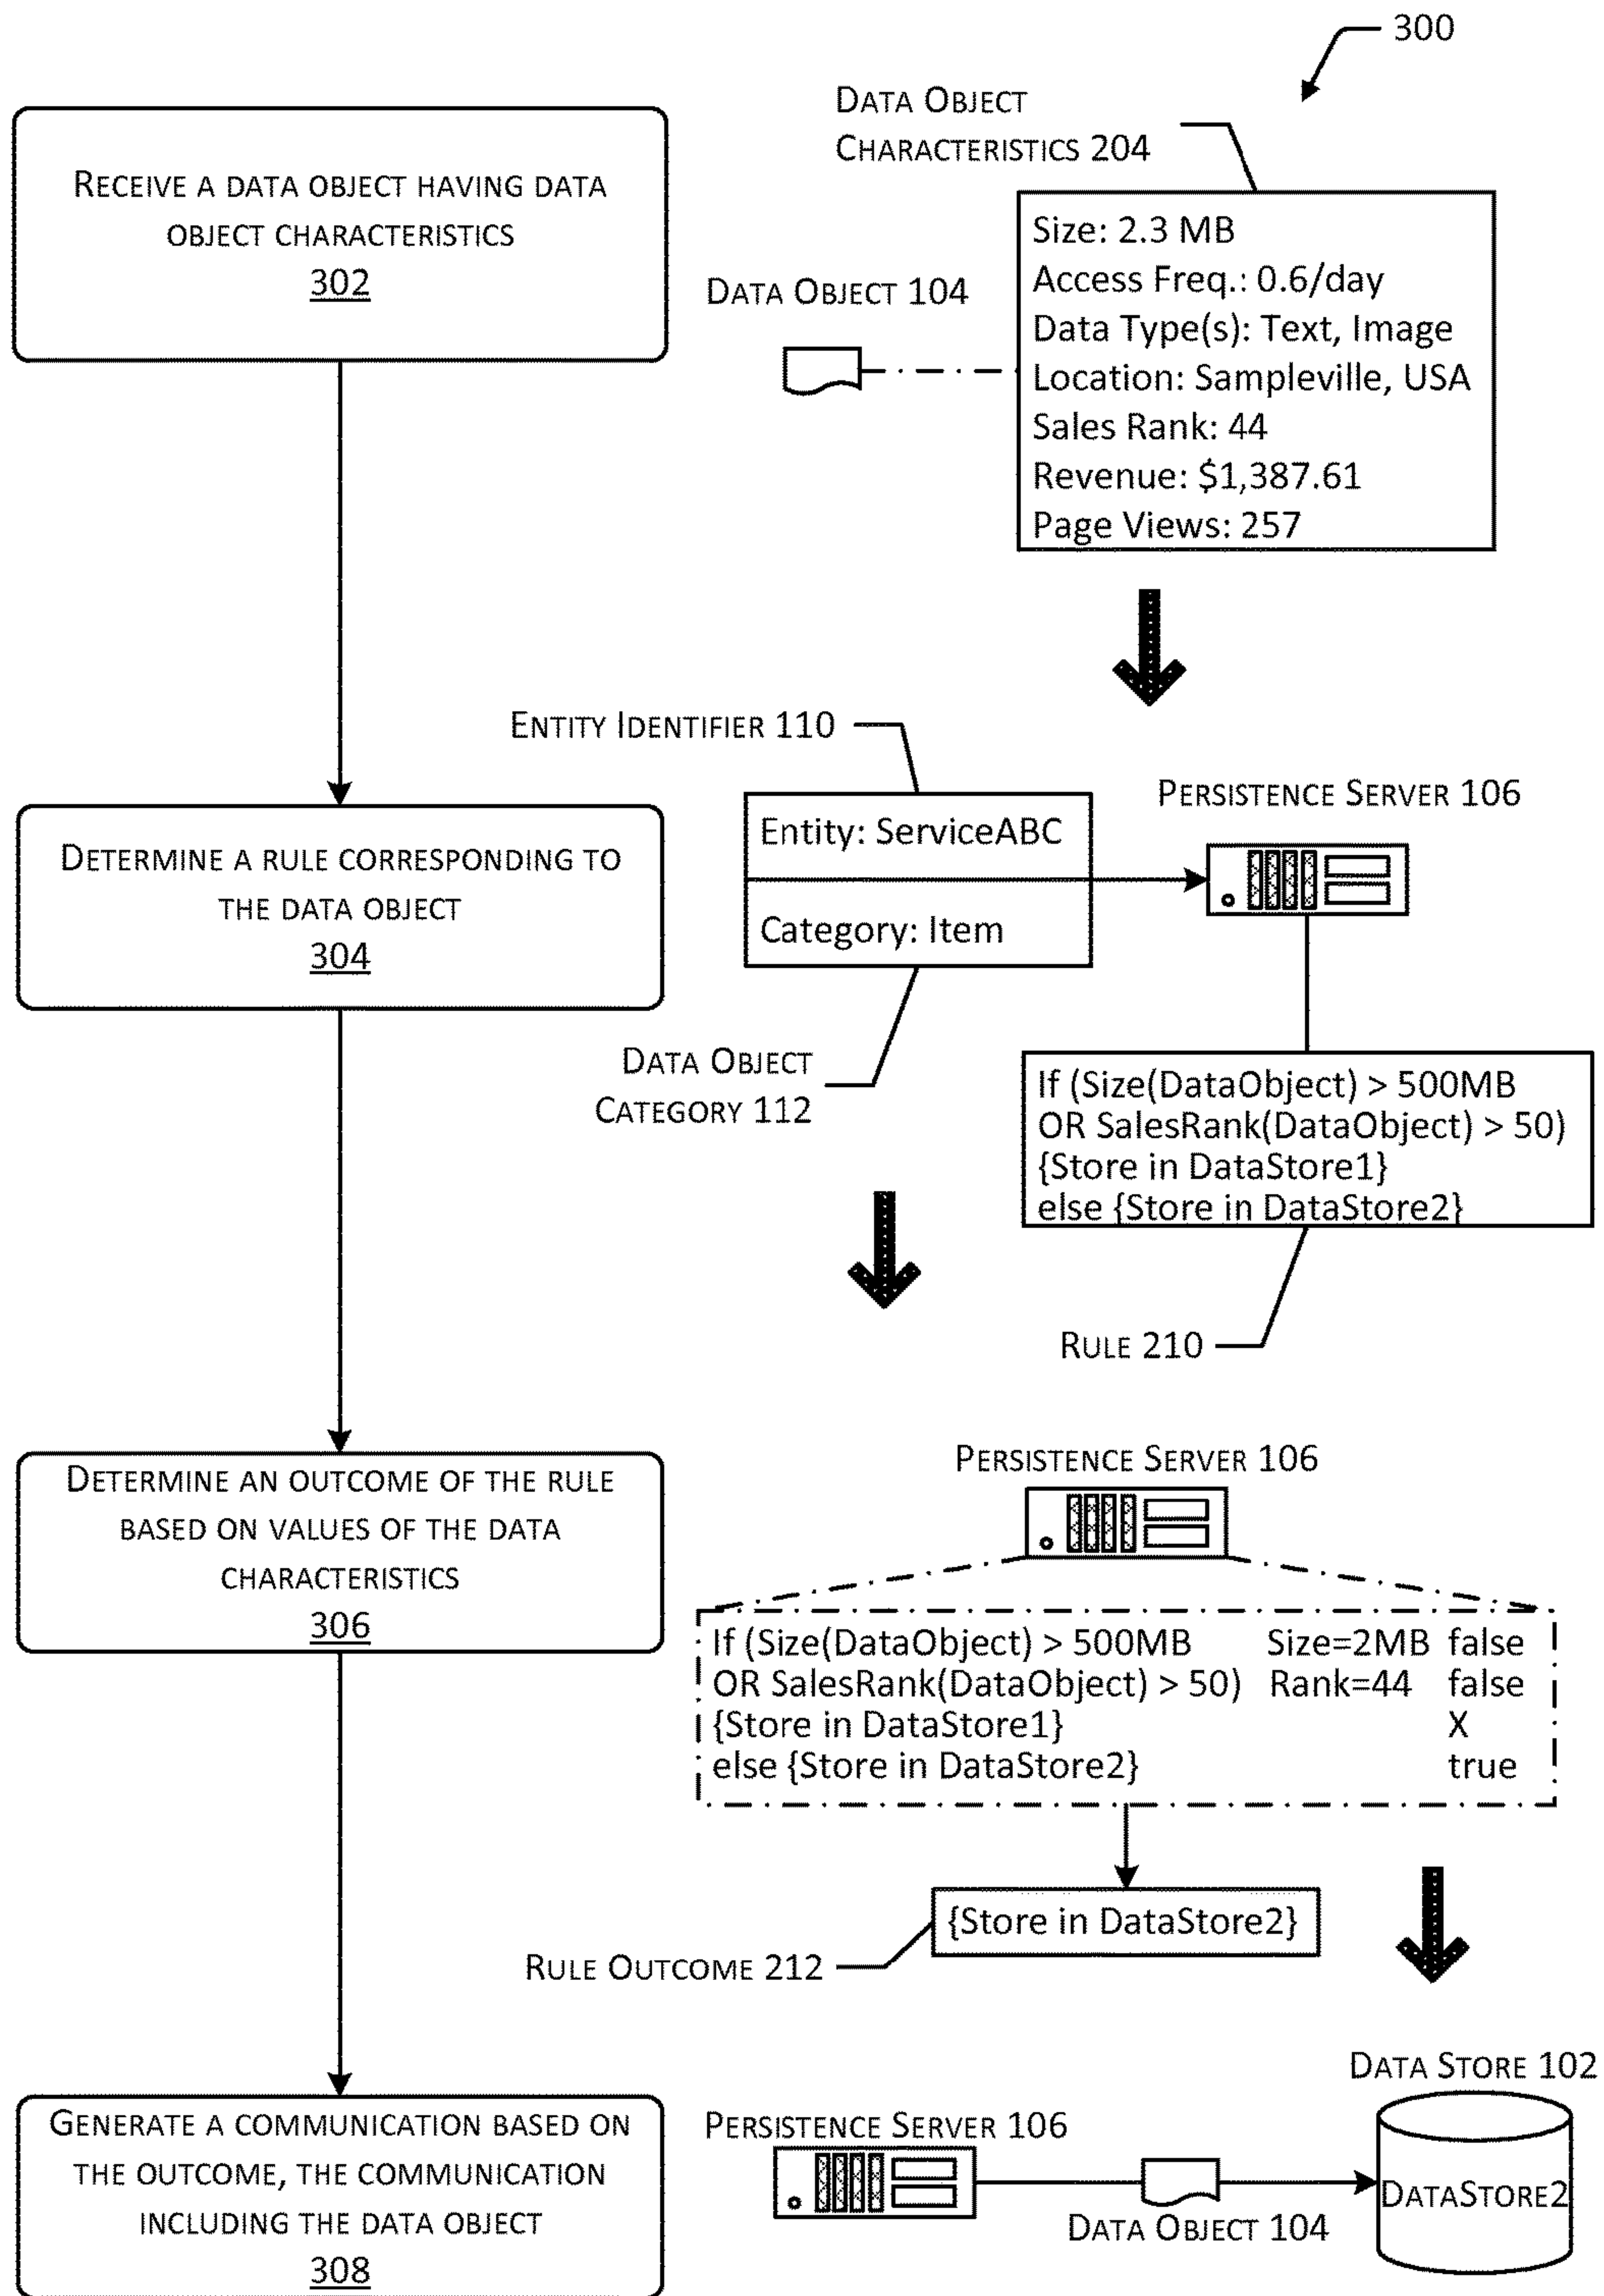 300
DATA OBJECT
CHARACTERISTICS 204
RECEIVE A DATA OBJECT HAVING DATA
OBJECT CHARACTERISTICS
302
DATA OBJECT 104
Size: 2.3 MB
Access Freq.: 0.6/day
Data Type(s): Text, Image
Location: Sampleville, USA
Sales Rank: 44
Revenue: $1,387.61
Page Views: 257
ENTITY IDENTIFIER 110
PERSISTENCE SERVER 106
DETERMINE A RULE CORRESPONDING TO
THE DATA OBJECT
304
Entity: ServiceABC
Category: Item
DATA OBJECT
CATEGORY 112
If (Size(DataObject) > 500MB
OR SalesRank(DataObject) > 50)
{Store in DataStore1}
else {Store in DataStore2}
RULE 210
DETERMINE AN OUTCOME OF THE RULE
BASED ON VALUES OF THE DATA
CHARACTERISTICS
306
PERSISTENCE SERVER 106
If (Size(DataObject) > 500MB Size=2MB false
OR SalesRank(DataObject) > 50) Rank=44 false
{Store in DataStore1} X
else {Store in DataStore2} true
{Store in DataStore2}
RULE OUTCOME 212
GENERATE A COMMUNICATION BASED ON
THE OUTCOME, THE COMMUNICATION
INCLUDING THE DATA OBJECT
308
PERSISTENCE SERVER 106
DATA OBJECT 104
DATA STORE 102
DATASTORE2